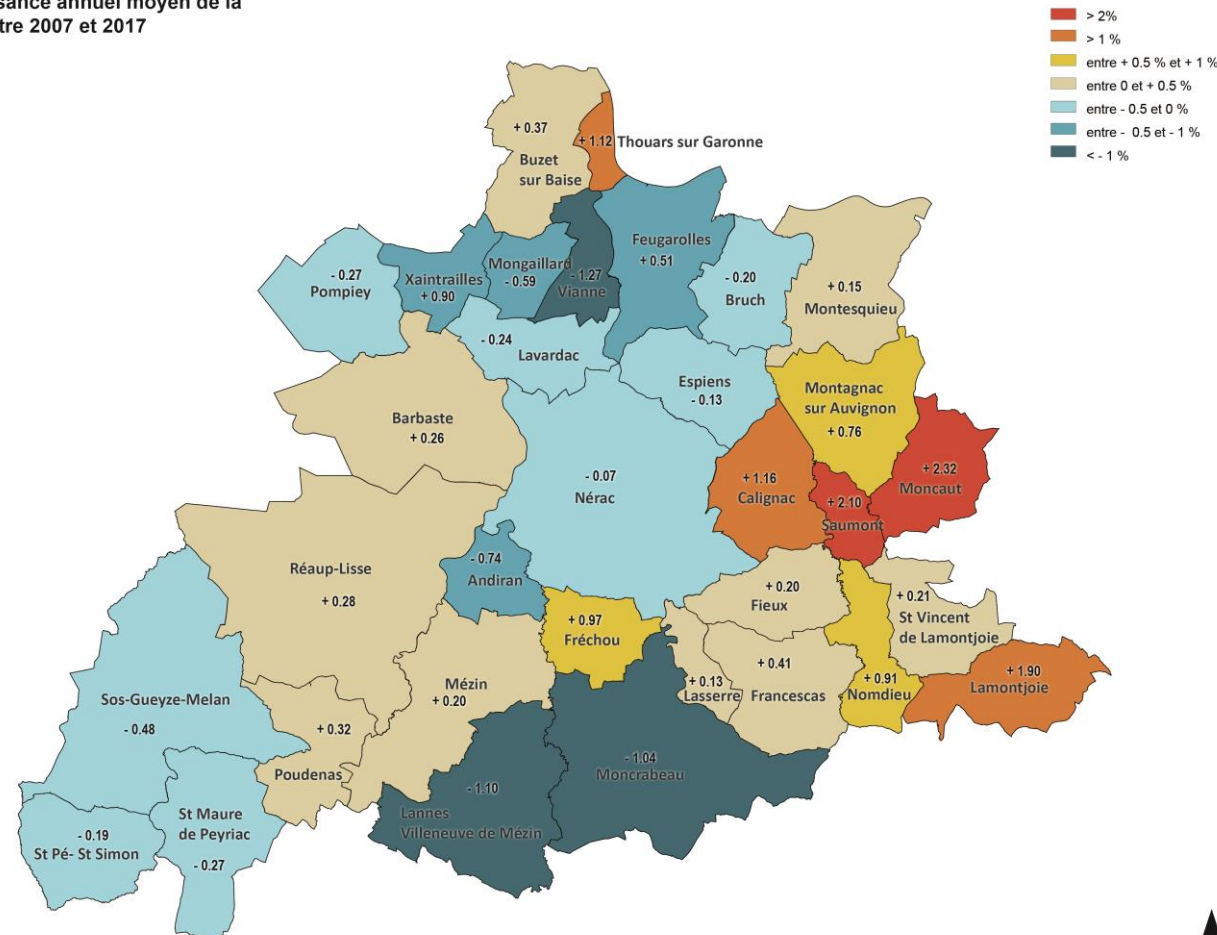 sance annuel moyen de la
tre 2007 et 2017
> 2%
> 1 %
entre + 0.5 % et + 1 %
entre 0 et + 0.5 %
entre - 0.5 et 0 %
entre -  0.5 et - 1 %
< - 1 %
+ 0.37
Buzet
sur Baise
+ 1.12
Thouars sur Garonne
Feugarolles
+ 0.51
Mongaillard
- 0.59
- 1.27
Vianne
Xaintrailles
+ 0.90
- 0.27
Pompiey
- 0.20
Bruch
+ 0.15
Montesquieu
- 0.24
Lavardac
Espiens
- 0.13
Montagnac
sur Auvignon
+ 0.76
Barbaste
+ 0.26
- 0.07
Nérac
+ 1.16
Calignac
+ 2.10
Saumont
+ 2.32
Moncaut
Réaup-Lisse
+ 0.28
- 0.74
Andiran
+ 0.97
Fréchou
+ 0.20
Fieux
+ 0.21
St Vincent
de Lamontjoie
+ 0.13
Lasserre
+ 0.41
Francescas
+ 0.91
Nomdieu
+ 1.90
Lamontjoie
Mézin
+ 0.20
Sos-Gueyze-Melan
- 0.48
+ 0.32
Poudenas
- 1.04
Moncrabeau
- 1.10
Lannes
Villeneuve de Mézin
St Maure
de Peyriac
- 0.27
- 0.19
St Pé- St Simon